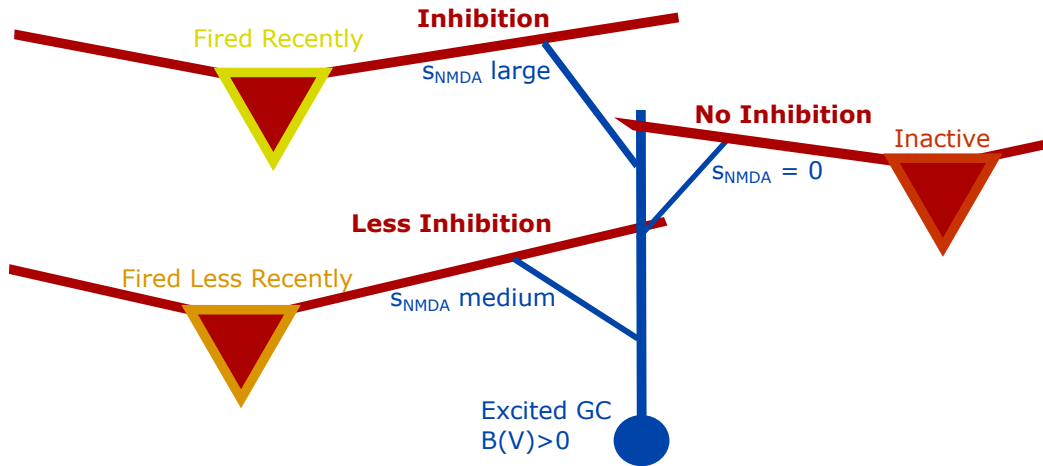 Inhibition
Fired Recently
sNMDA large
No Inhibition
Inactive
sNMDA = 0
Less Inhibition
Fired Less Recently
sNMDA medium
Excited GC
B(V)>0